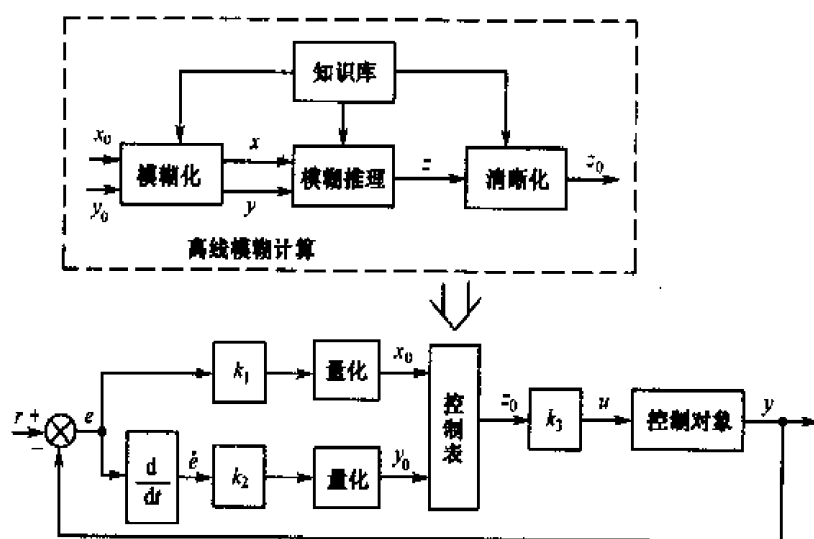 知识库
x₀
y₀
模糊化
x
y
模糊推理
z
清晰化
z₀
离线模糊计算
r
+
−
e
k₁
量化
x₀
d
dt
ė
k₂
量化
y₀
控制表
z₀
k₃
u
控制对象
y